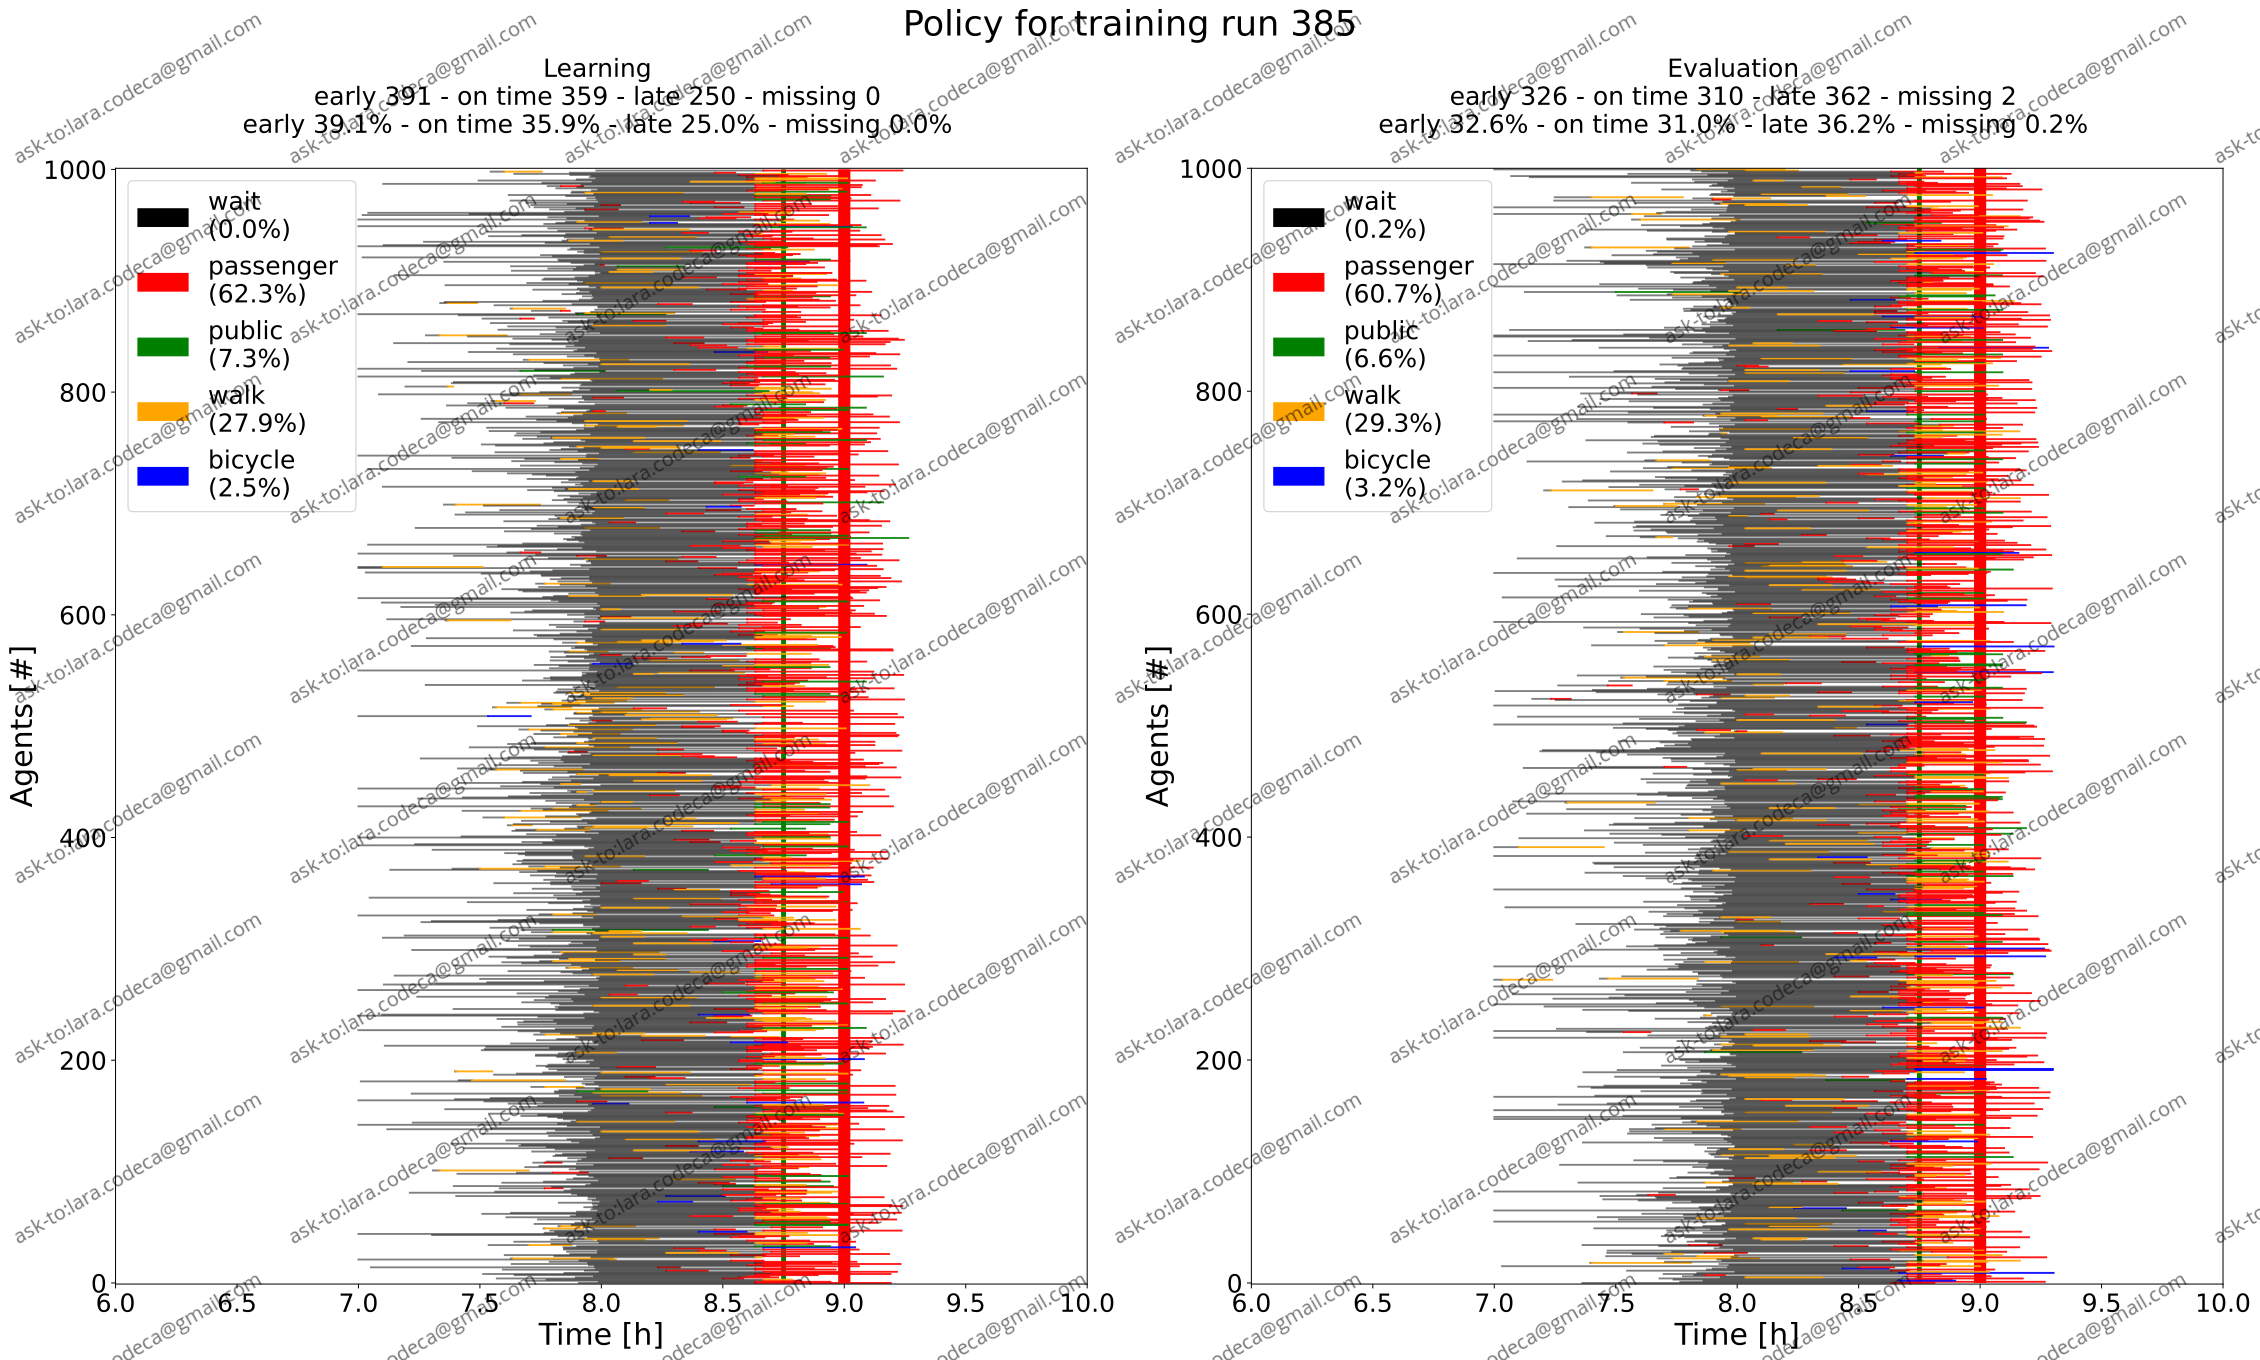 Policy for training run 385
Learning
early 391 - on time 359 - late 250 - missing 0
early 39.1% - on time 35.9% - late 25.0% - missing 0.0%
wait
(0.0%)
passenger
(62.3%)
public
(7.3%)
walk
(27.9%)
bicycle
(2.5%)
Agents [#]
1000
800
600
400
200
0
6.0 6.5 7.0 7.5 8.0 8.5 9.0 9.5 10.0
Time [h]
Evaluation
early 326 - on time 310 - late 362 - missing 2
early 32.6% - on time 31.0% - late 36.2% - missing 0.2%
wait
(0.2%)
passenger
(60.7%)
public
(6.6%)
walk
(29.3%)
bicycle
(3.2%)
Agents [#]
1000
800
600
400
200
0
6.0 6.5 7.0 7.5 8.0 8.5 9.0 9.5 10.0
Time [h]
ask-to:lara.codeca@gmail.com